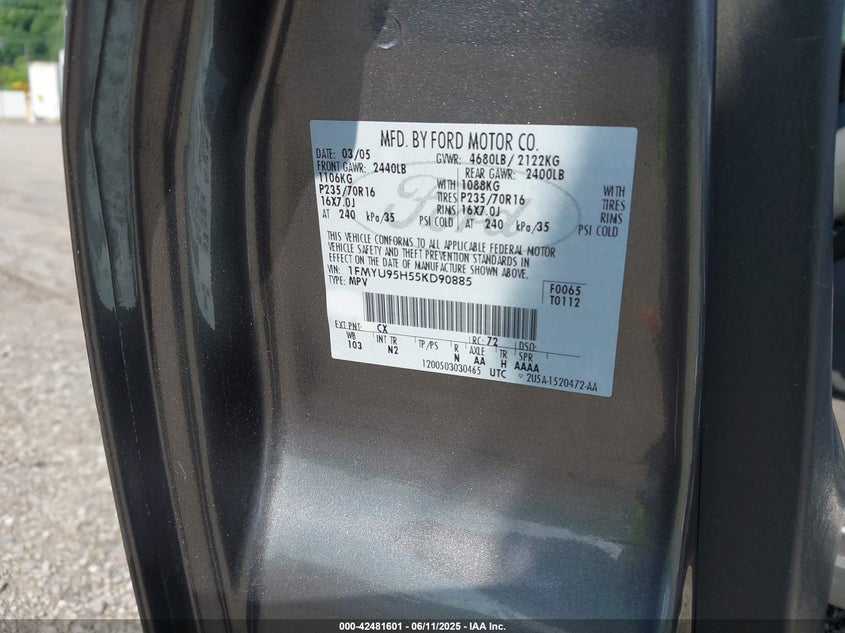 MFD. BY FORD MOTOR CO.
DATE: 03/05 GVWR: 4680LB/ 2122KG
FRONT GAWR: 2440LB REAR GAWR: 2400LB
1106KG WITH 1088KG WITH
P235/70R16 TIRES P235/70R16 TIRES
16X7.0J RIMS 16X7.0J RIMS
AT 240 kPa/35 PSI COLD AT 240 kPa/35 PSI COLD
THIS VEHICLE CONFORMS TO ALL APPLICABLE FEDERAL MOTOR
VEHICLE SAFETY AND THEFT PREVENTION STANDARDS IN
EFFECT ON THE DATE OF MANUFACTURE SHOWN ABOVE.
VIN: 1FMYU95H55KD90885
TYPE: MPV
F0065
T0112
EXT PNT: CX RC: 72 DSO:
WB INT TR TP/PS R AXLE TR SPR
103 N2 N AA H AAAA
1200503030465 UTC 2U5A-1520472-AA
Ford
000-42481601 - 06/11/2025 - IAA Inc.